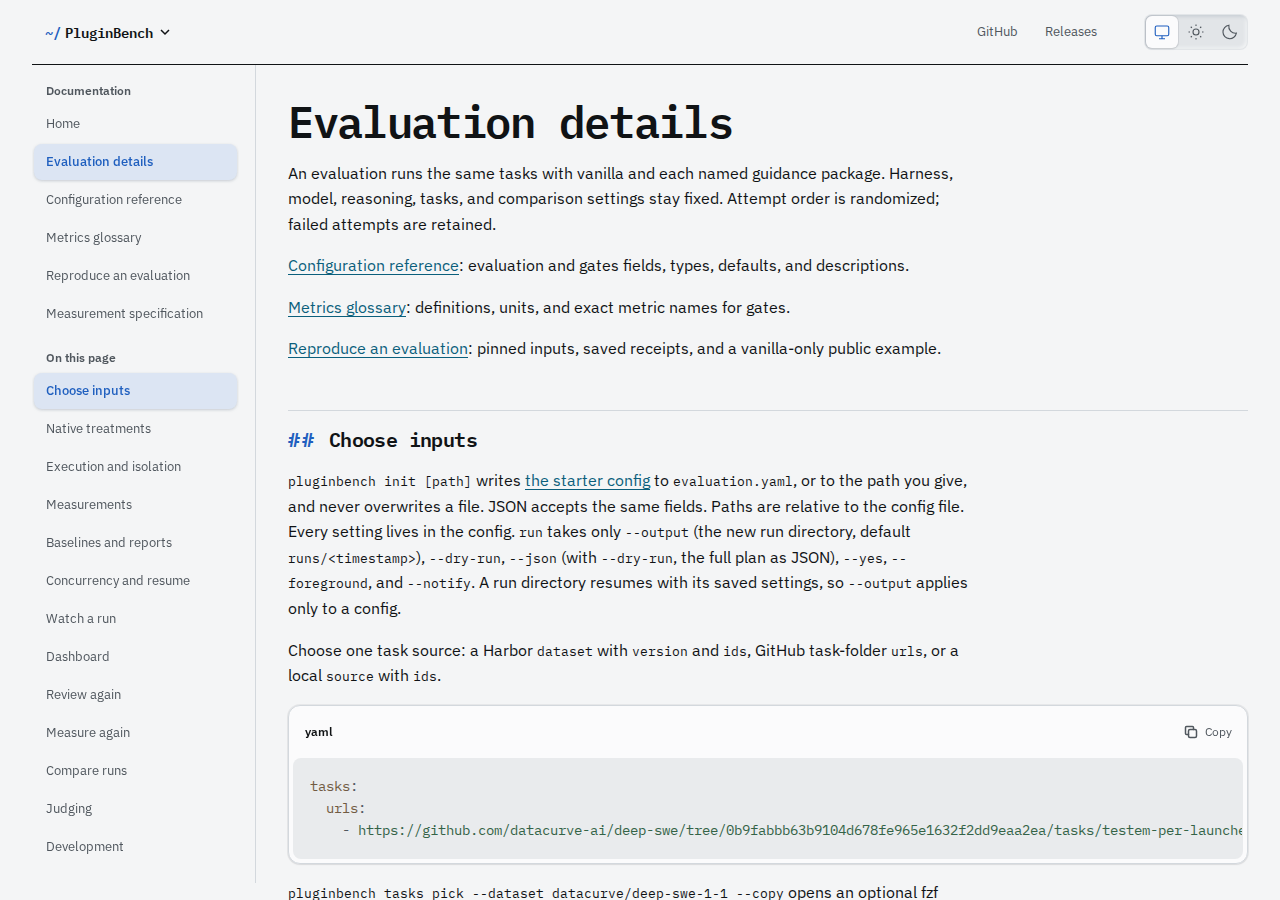 ~/ PluginBench
GitHub
Releases
Documentation
Home
Evaluation details
Configuration reference
Metrics glossary
Reproduce an evaluation
Measurement specification
On this page
Choose inputs
Native treatments
Execution and isolation
Measurements
Baselines and reports
Concurrency and resume
Watch a run
Dashboard
Review again
Measure again
Compare runs
Judging
Development
Evaluation details
An evaluation runs the same tasks with vanilla and each named guidance package. Harness,
model, reasoning, tasks, and comparison settings stay fixed. Attempt order is randomized;
failed attempts are retained.
Configuration reference: evaluation and gates fields, types, defaults, and descriptions.
Metrics glossary: definitions, units, and exact metric names for gates.
Reproduce an evaluation: pinned inputs, saved receipts, and a vanilla-only public example.
## Choose inputs
pluginbench init [path] writes the starter config to evaluation.yaml, or to the path you give,
and never overwrites a file. JSON accepts the same fields. Paths are relative to the config file.
Every setting lives in the config. run takes only --output (the new run directory, default
runs/<timestamp>), --dry-run, --json (with --dry-run, the full plan as JSON), --yes, --
foreground, and --notify. A run directory resumes with its saved settings, so --output applies
only to a config.
Choose one task source: a Harbor dataset with version and ids, GitHub task-folder urls, or a
local source with ids.
yaml
Copy
tasks:
urls:
- https://github.com/datacurve-ai/deep-swe/tree/0b9fabbb63b9104d678fe965e1632f2dd9eaa2ea/tasks/testem-per-launche
pluginbench tasks pick --dataset datacurve/deep-swe-1-1 --copy opens an optional fzf